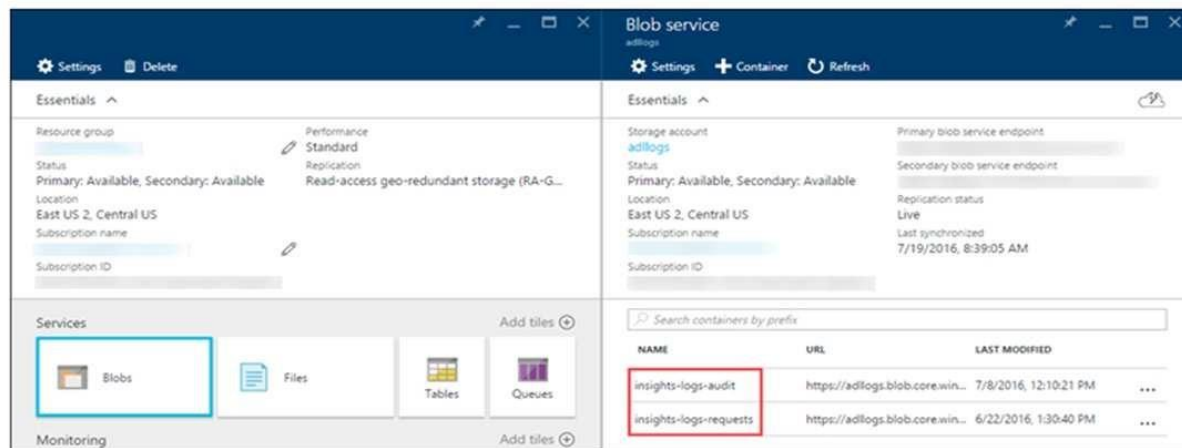 Settings
Delete
Essentials
Resource group
Status
Primary: Available, Secondary: Available
Location
East US 2, Central US
Subscription name
Subscription ID
Performance
Standard
Replication
Read-access geo-redundant storage (RA-G...
Services
Add tiles
Blobs
Files
Tables
Queues
Monitoring
Add tiles
Blob service
adllogs
Settings
Container
Refresh
Essentials
Storage account
adllogs
Status
Primary: Available, Secondary: Available
Location
East US 2, Central US
Subscription name
Subscription ID
Primary blob service endpoint
Secondary blob service endpoint
Replication status
Live
Last synchronized
7/19/2016, 8:39:05 AM
Search containers by prefix
NAME URL LAST MODIFIED
insights-logs-audit https://adllogs.blob.core.win... 7/8/2016, 12:10:21 PM ...
insights-logs-requests https://adllogs.blob.core.win... 6/22/2016, 1:30:40 PM ...